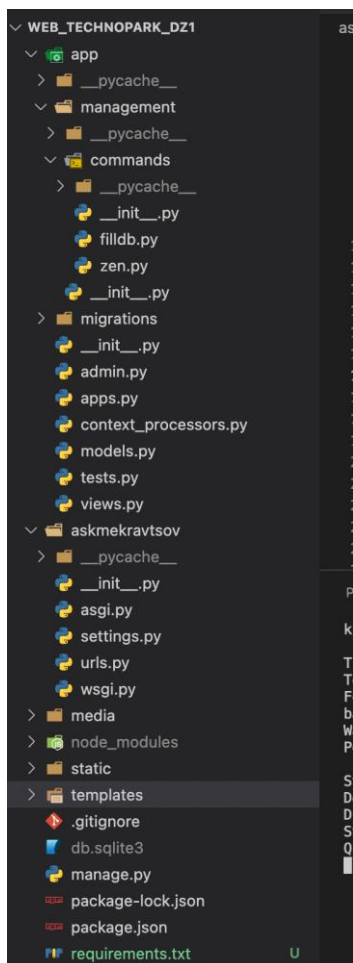 WEB_TECHNOPARK_DZ1
as
app
__pycache__
management
__pycache__
commands
__pycache__
__init__.py
filldb.py
zen.py
__init__.py
migrations
__init__.py
admin.py
apps.py
context_processors.py
models.py
tests.py
views.py
askmekravtsov
__pycache__
__init__.py
asgi.py
settings.py
urls.py
wsgi.py
media
node_modules
static
templates
.gitignore
db.sqlite3
manage.py
package-lock.json
package.json
requirements.txt U